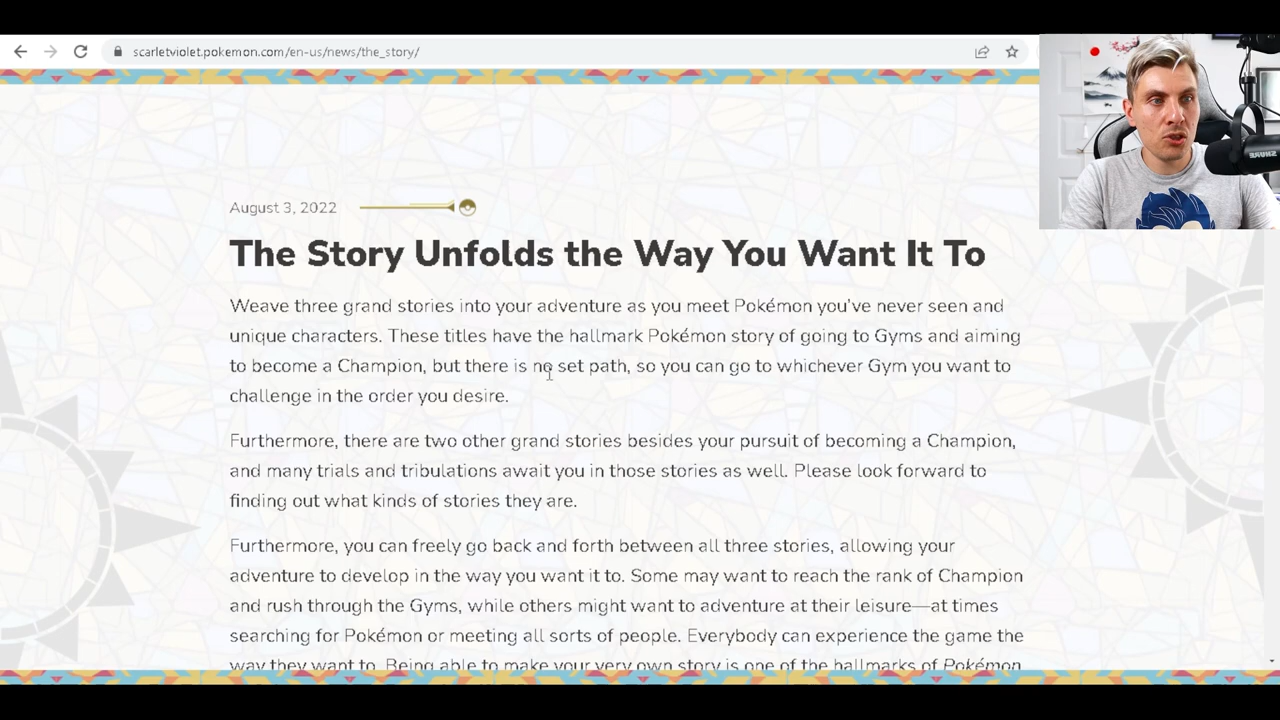 scarletviolet.pokemon.com/en-us/news/the_story/
SHURE
August 3, 2022
The Story Unfolds the Way You Want It To
Weave three grand stories into your adventure as you meet Pokémon you've never seen and
unique characters. These titles have the hallmark Pokémon story of going to Gyms and aiming
to become a Champion, but there is no set path, so you can go to whichever Gym you want to
challenge in the order you desire.
Furthermore, there are two other grand stories besides your pursuit of becoming a Champion,
and many trials and tribulations await you in those stories as well. Please look forward to
finding out what kinds of stories they are.
Furthermore, you can freely go back and forth between all three stories, allowing your
adventure to develop in the way you want it to. Some may want to reach the rank of Champion
and rush through the Gyms, while others might want to adventure at their leisure—at times
searching for Pokémon or meeting all sorts of people. Everybody can experience the game the
way they want to. Being able to make your very own story is one of the hallmarks of Pokémon